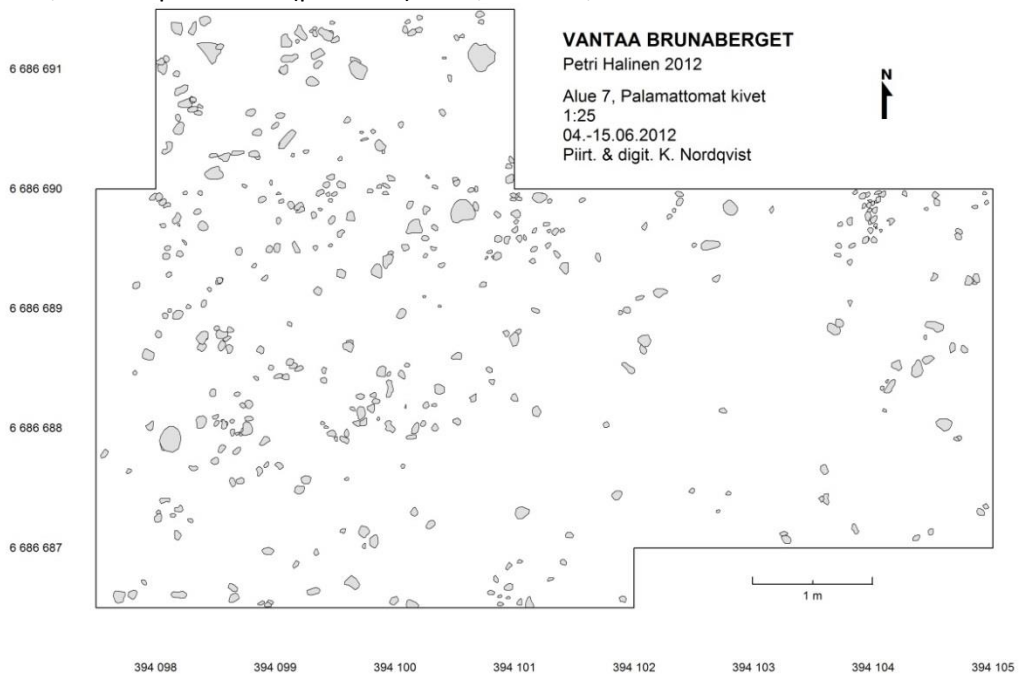 VANTAA BRUNABERGET
Petri Halinen 2012
Alue 7, Palamattomat kivet
1:25
04.-15.06.2012
Piirt. & digit. K. Nordqvist
N
6 686 691
6 686 690
6 686 689
6 686 688
6 686 687
1 m
394 098 394 099 394 100 394 101 394 102 394 103 394 104 394 105